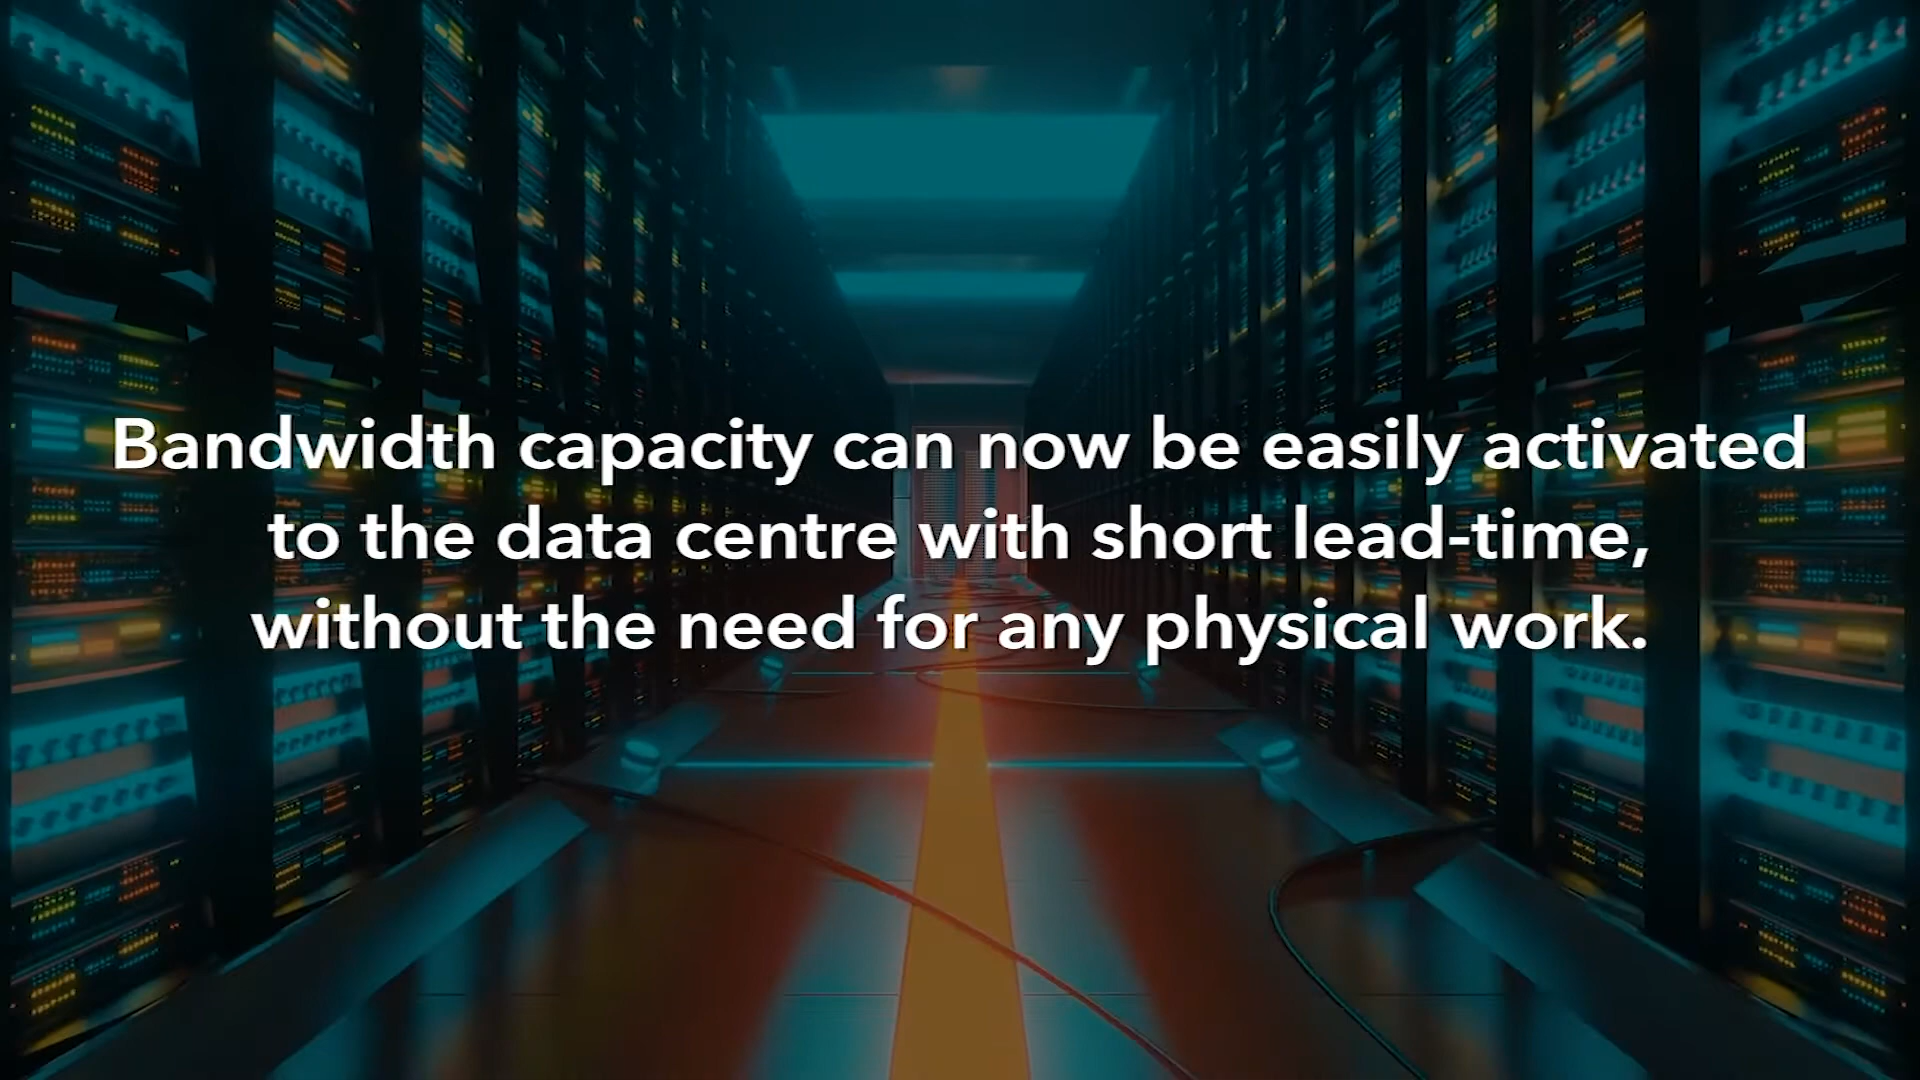 Bandwidth capacity can now be easily activated
to the data centre with short lead-time,
without the need for any physical work.